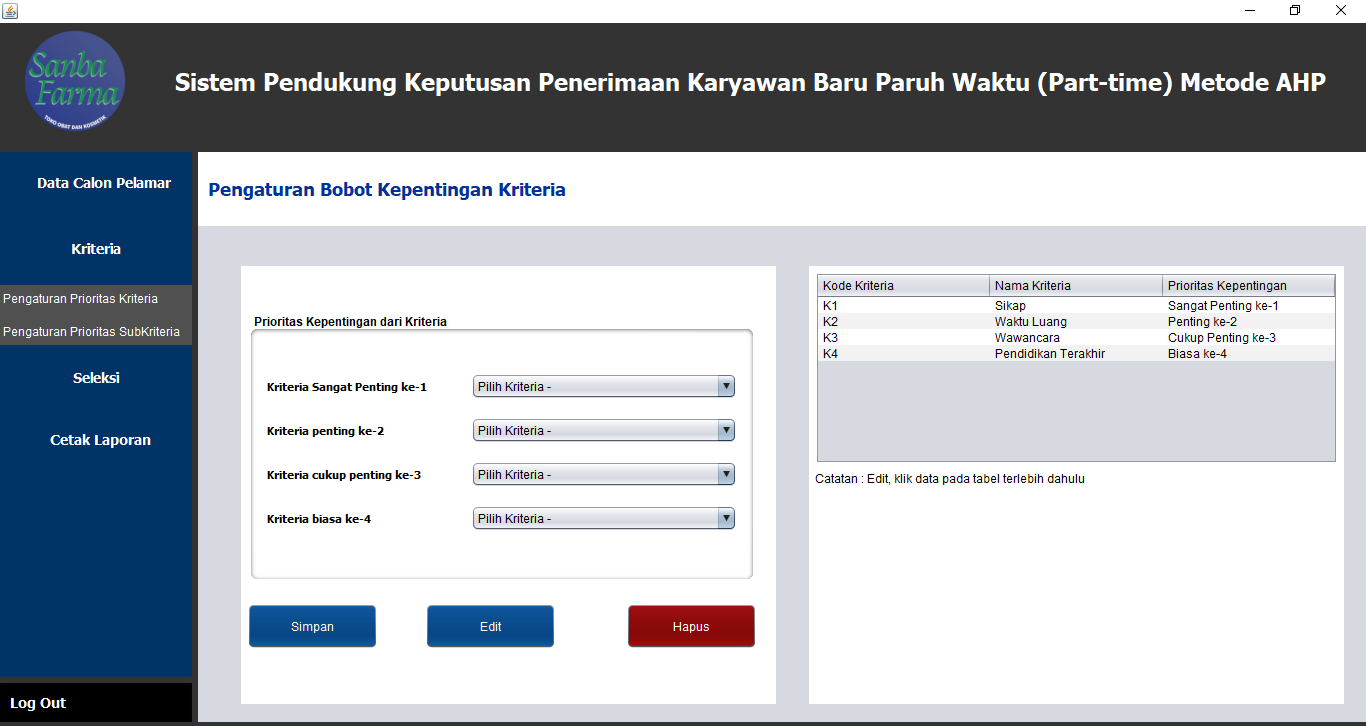 Sanba
Farma
TOKO OBAT DAN KOSMETIK
Sistem Pendukung Keputusan Penerimaan Karyawan Baru Paruh Waktu (Part-time) Metode AHP
Data Calon Pelamar
Kriteria
Pengaturan Prioritas Kriteria
Pengaturan Prioritas SubKriteria
Seleksi
Cetak Laporan
Log Out
Pengaturan Bobot Kepentingan Kriteria
Prioritas Kepentingan dari Kriteria
Kriteria Sangat Penting ke-1 Pilih Kriteria -
Kriteria penting ke-2 Pilih Kriteria -
Kriteria cukup penting ke-3 Pilih Kriteria -
Kriteria biasa ke-4 Pilih Kriteria -
Simpan Edit Hapus
Kode Kriteria Nama Kriteria Prioritas Kepentingan
K1 Sikap Sangat Penting ke-1
K2 Waktu Luang Penting ke-2
K3 Wawancara Cukup Penting ke-3
K4 Pendidikan Terakhir Biasa ke-4
Catatan : Edit, klik data pada tabel terlebih dahulu